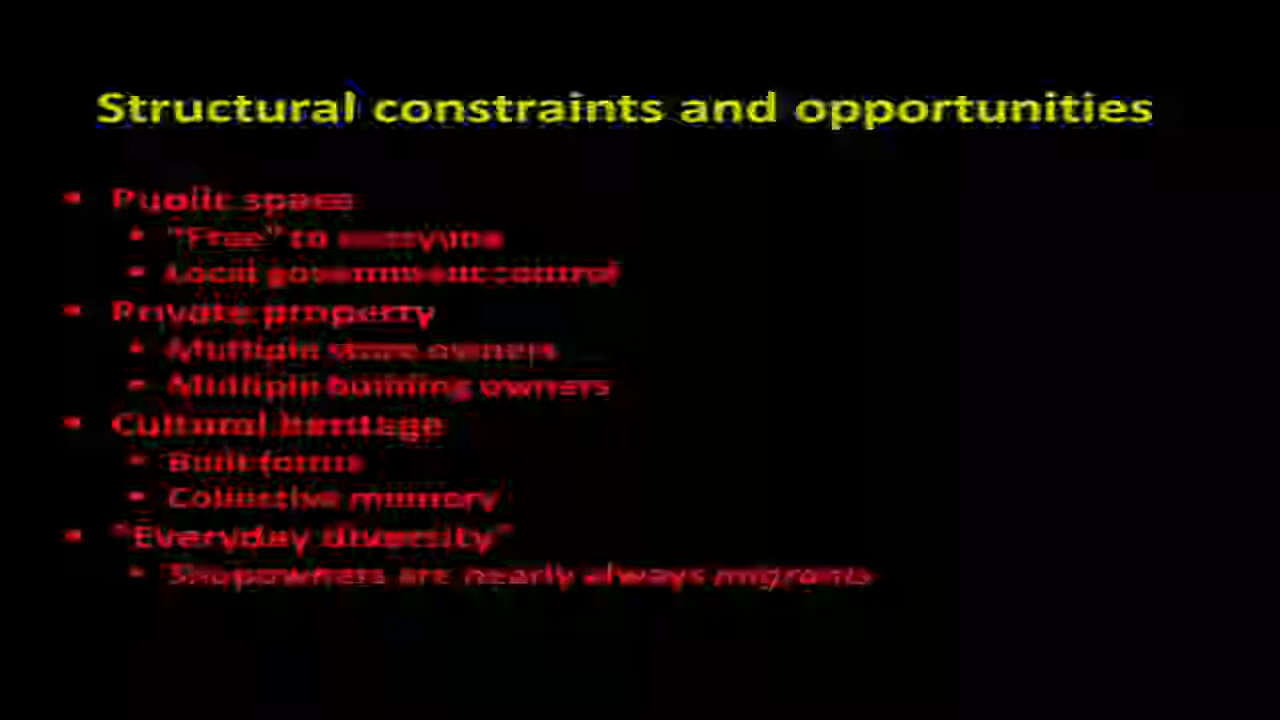 Structural constraints and opportunities
• Public space
• "Free" to everyone
• Local government control
• Private property
• Multiple store owners
• Multiple building owners
• Cultural heritage
• Built forms
• Collective memory
• "Everyday diversity"
• Shopowners are nearly always migrants